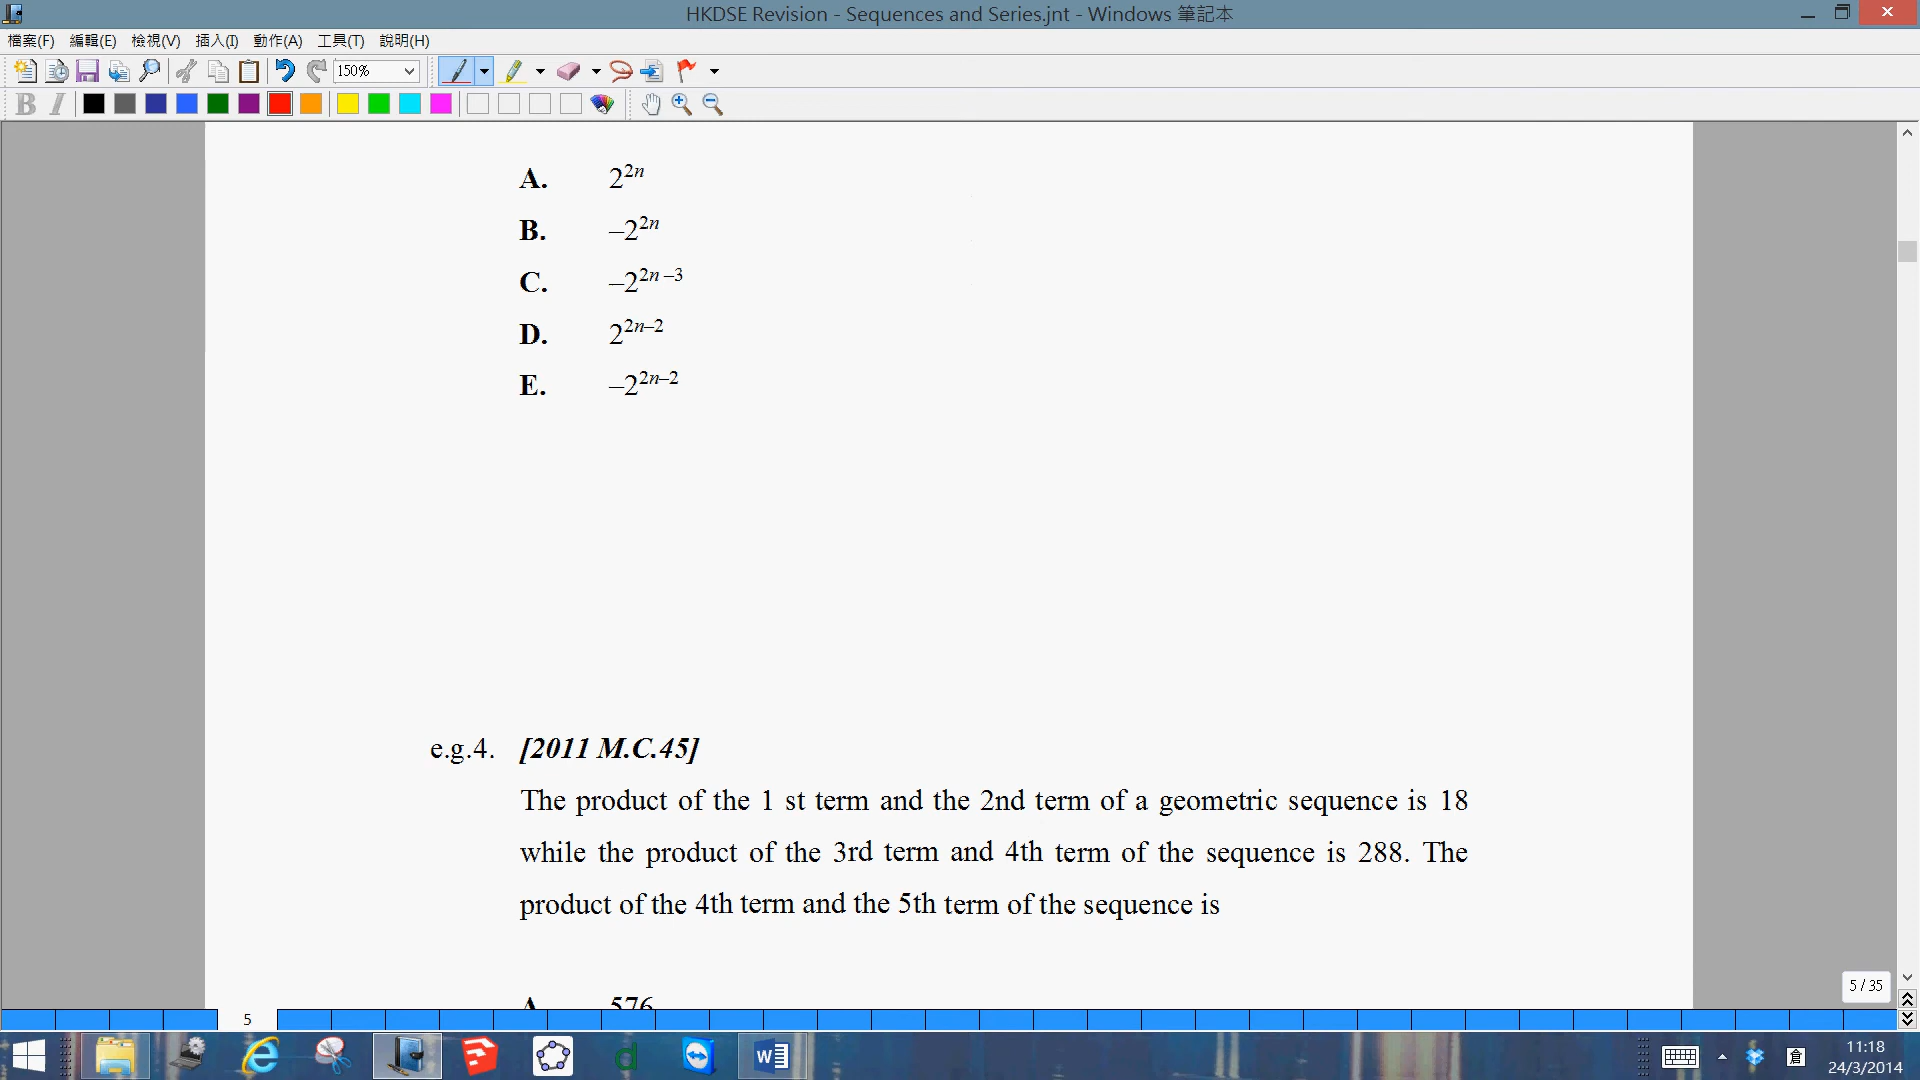 HKDSE Revision - Sequences and Series.jnt - Windows 筆記本
檔案(F) 編輯(E) 檢視(V) 插入(I) 動作(A) 工具(T) 說明(H)
150%
B I
A. 2^{2n}
B. –2^{2n}
C. –2^{2n–3}
D. 2^{2n–2}
E. –2^{2n–2}
e.g.4. [2011 M.C.45]
The product of the 1 st term and the 2nd term of a geometric sequence is 18
while the product of the 3rd term and 4th term of the sequence is 288. The
product of the 4th term and the 5th term of the sequence is
A. 576
5 / 35
5
11:18
24/3/2014
倉